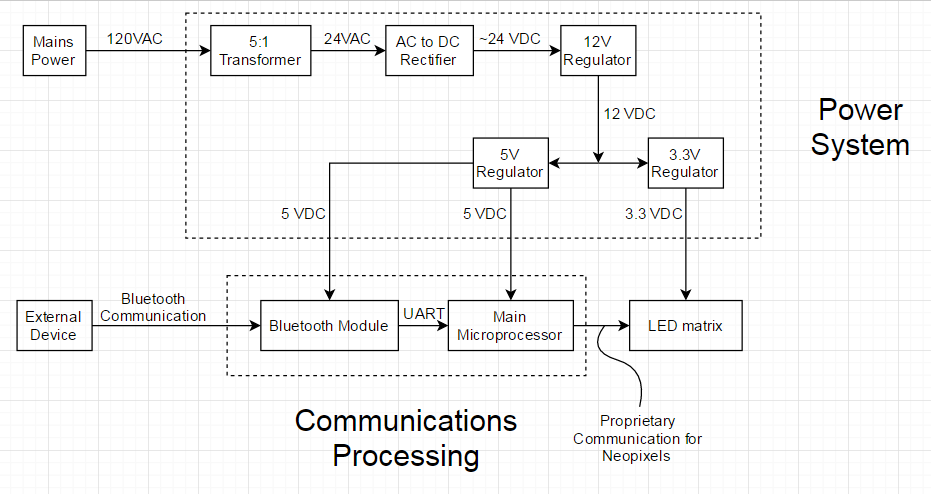 Mains
Power
120VAC
5:1
Transformer
24VAC
AC to DC
Rectifier
~24 VDC
12V
Regulator
12 VDC
Power
System
5V
Regulator
3.3V
Regulator
5 VDC
5 VDC
3.3 VDC
External
Device
Bluetooth
Communication
Bluetooth Module
UART
Main
Microprocessor
LED matrix
Communications
Processing
Proprietary
Communication for
Neopixels